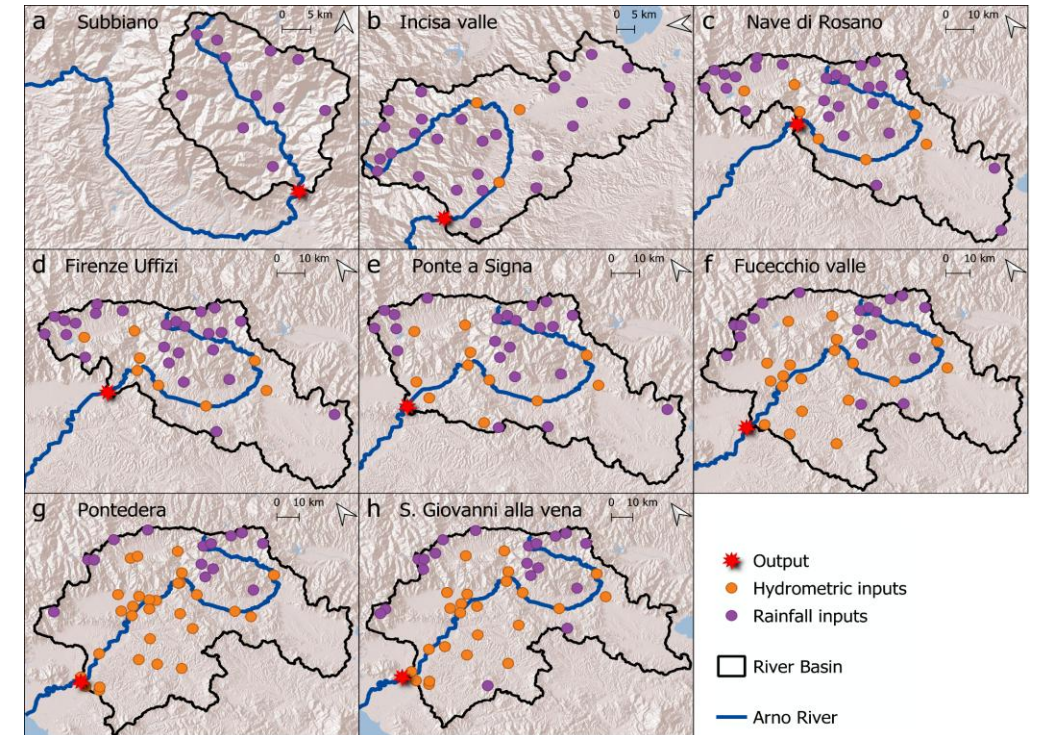 a Subbiano
0 5 km
b Incisa valle
0 5 km
c Nave di Rosano
0 10 km
d Firenze Uffizi
0 10 km
e Ponte a Signa
0 10 km
f Fucecchio valle
0 10 km
g Pontedera
0 10 km
h S. Giovanni alla vena
0 10 km
Output
Hydrometric inputs
Rainfall inputs
River Basin
Arno River